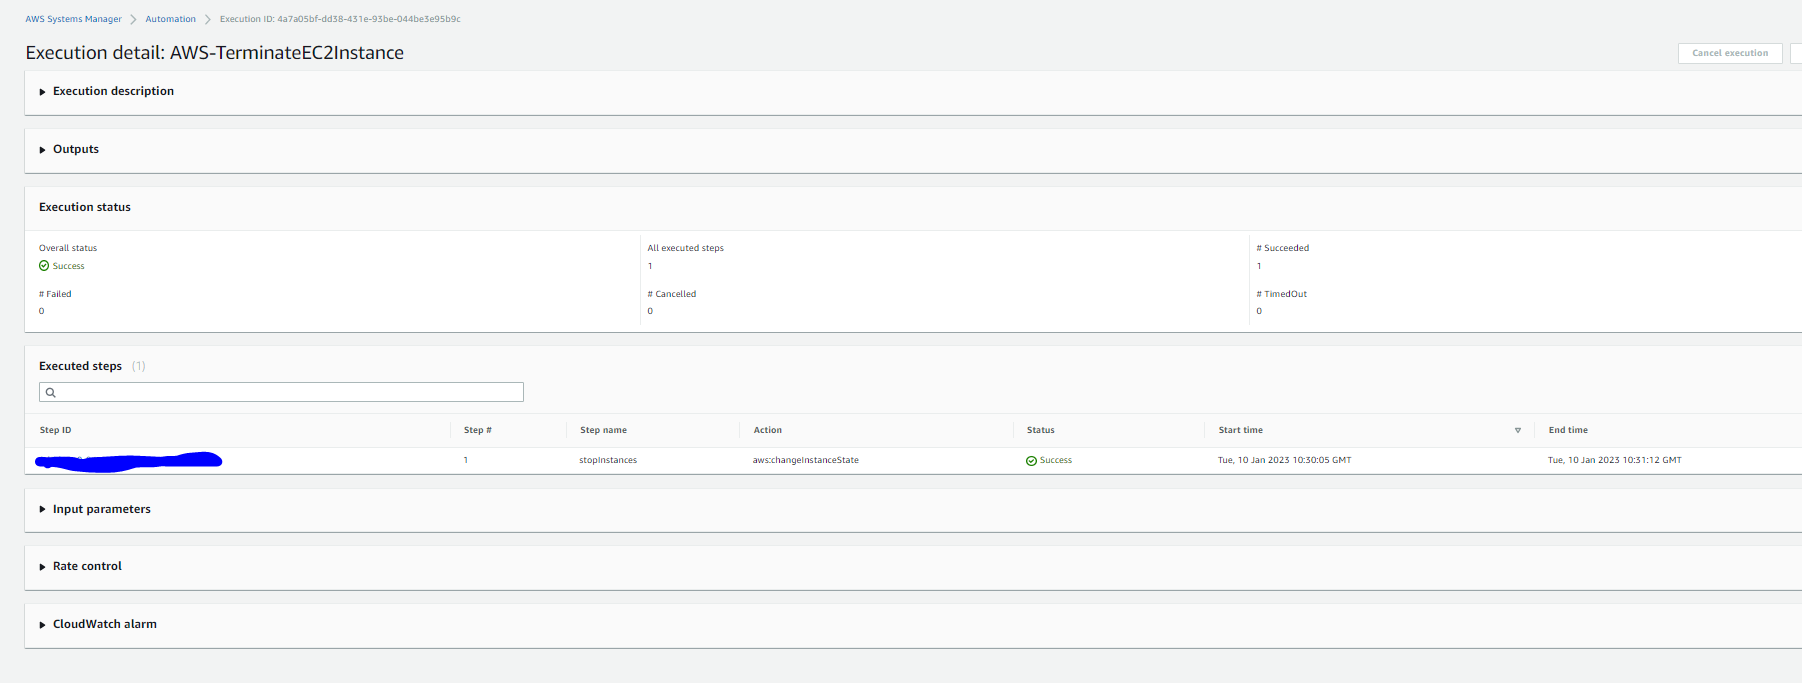 AWS Systems Manager > Automation > Execution ID: 4a7a05bf-dd38-431e-93be-044be3e95b9c
Execution detail: AWS-TerminateEC2Instance
Cancel execution
Execution description
Outputs
Execution status
Overall status All executed steps # Succeeded
Success 1 1
# Failed # Cancelled # TimedOut
0 0 0
Executed steps (1)
Step ID Step # Step name Action Status Start time End time
1 stopInstances aws:changeInstanceState Success Tue, 10 Jan 2023 10:30:05 GMT Tue, 10 Jan 2023 10:31:12 GMT
Input parameters
Rate control
CloudWatch alarm